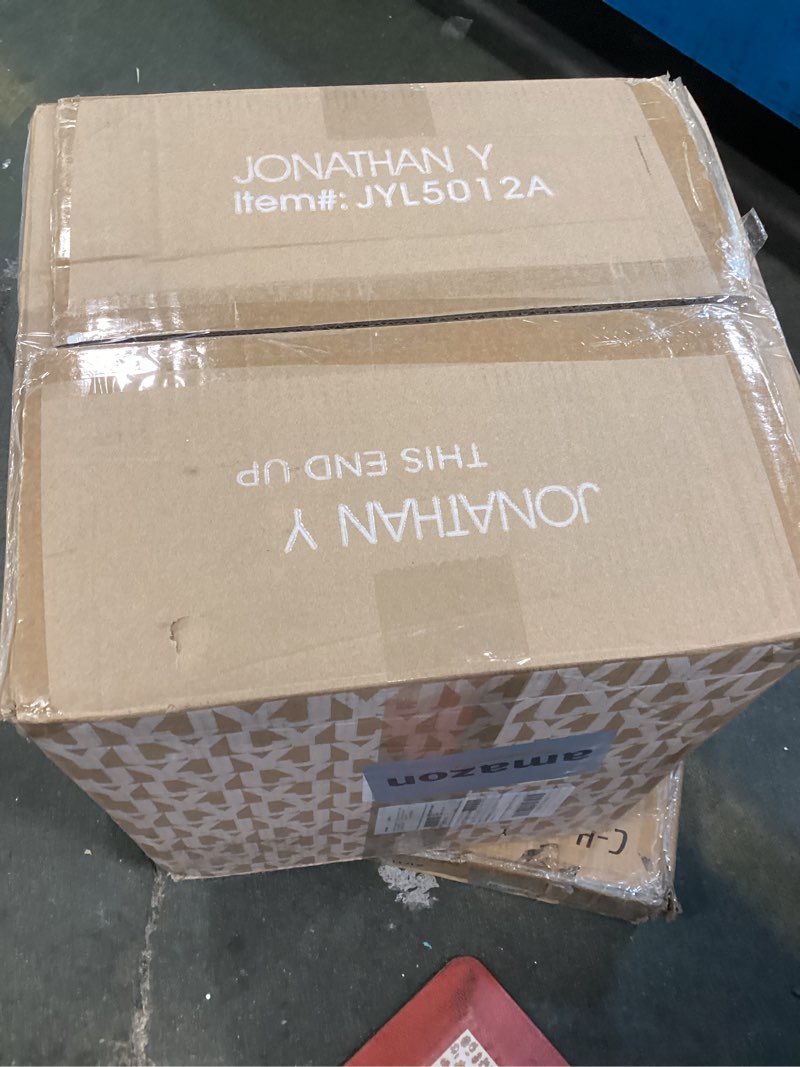 JONATHAN Y
Item#: JYL5012A
THIS END UP
JONATHAN Y
amazon